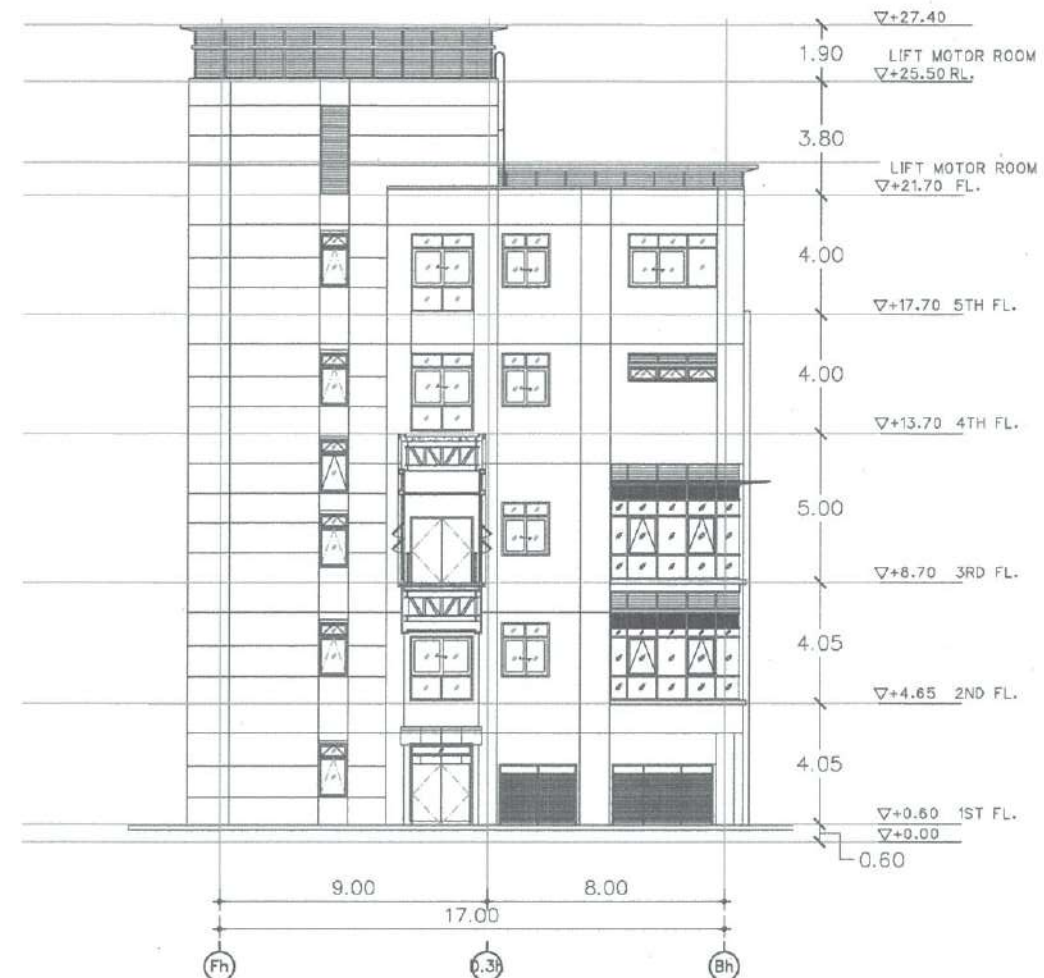 ▽+27.40
1.90 LIFT MOTOR ROOM
▽+25.50 RL.
3.80
LIFT MOTOR ROOM
▽+21.70 FL.
4.00
▽+17.70 5TH FL.
4.00
▽+13.70 4TH FL.
5.00
▽+8.70 3RD FL.
4.05
▽+4.65 2ND FL.
4.05
▽+0.60 1ST FL.
▽+0.00
0.60
9.00 8.00
17.00
Fh D.3h Bh